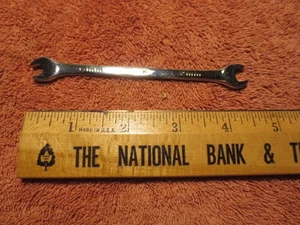 1 2 3 4 5
MADE IN U.S.A.
THE NATIONAL BANK & T